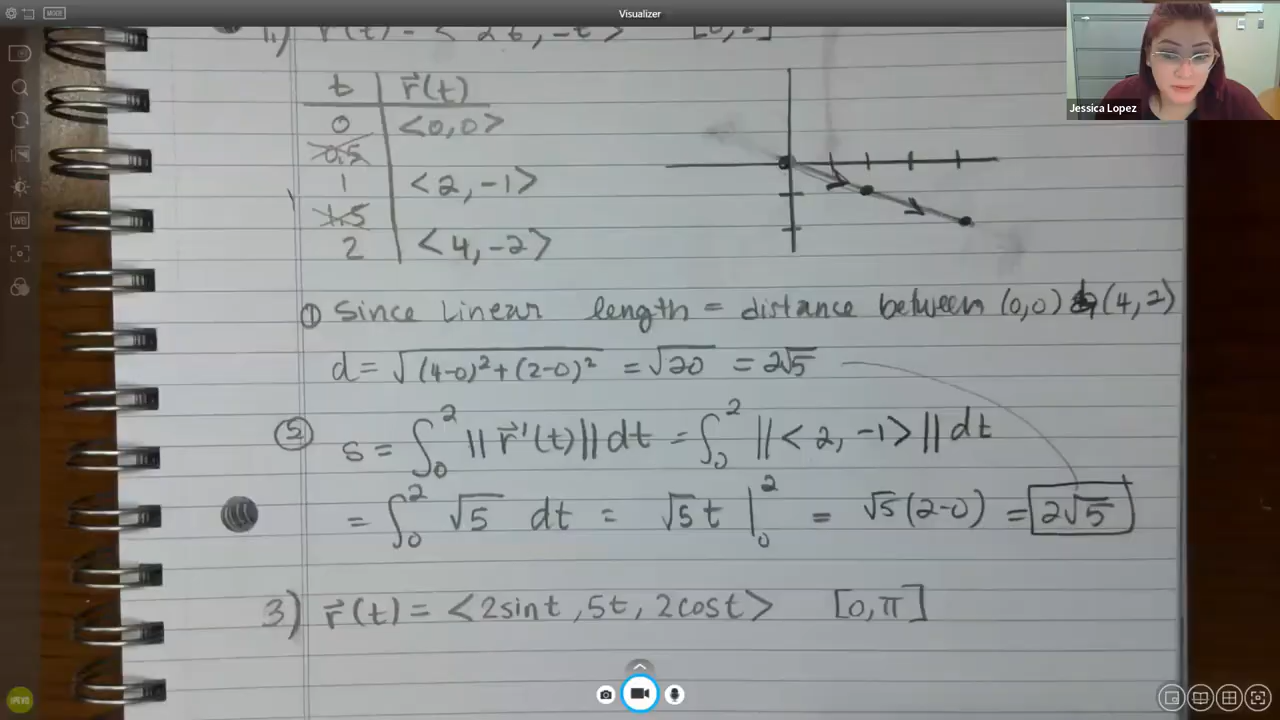 Visualizer
Jessica Lopez
t r⃗(t)
0 <0,0>
0.5
1 <2,-1>
1.5
2 <4,-2>
① Since Linear length = distance between (0,0) (4,2)
d = √((4-0)²+(2-0)²) = √20 = 2√5
② s = ∫₀² ||r⃗'(t)|| dt = ∫₀² ||<2,-1>|| dt
= ∫₀² √5 dt = √5 t |₀² = √5(2-0) = 2√5
3) r⃗(t) = <2sint, 5t, 2cost> [0,π]